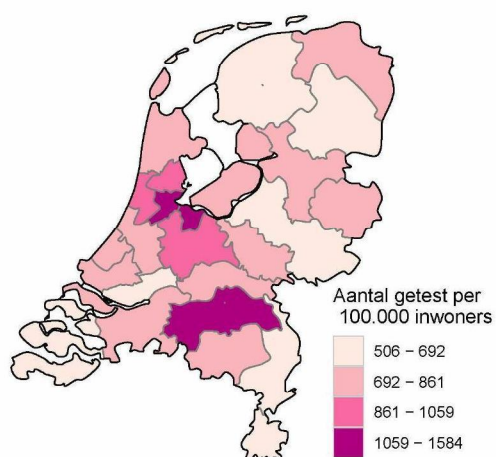 Aantal getest per
100.000 inwoners
506 – 692
692 – 861
861 – 1059
1059 – 1584